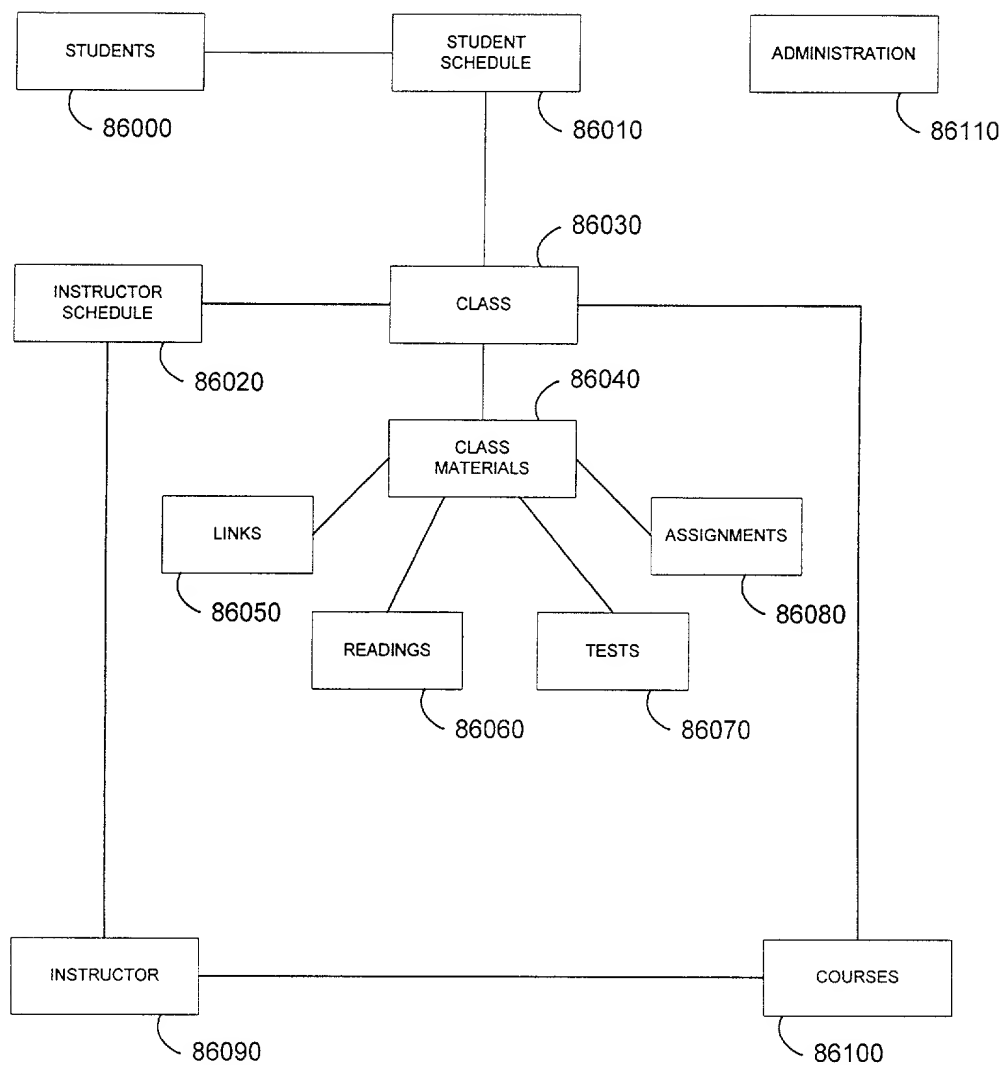 STUDENTS
STUDENT
SCHEDULE
ADMINISTRATION
86000
86010
86110
86030
INSTRUCTOR
SCHEDULE
CLASS
86020
86040
CLASS
MATERIALS
LINKS
ASSIGNMENTS
86050
86080
READINGS
TESTS
86060
86070
INSTRUCTOR
COURSES
86090
86100